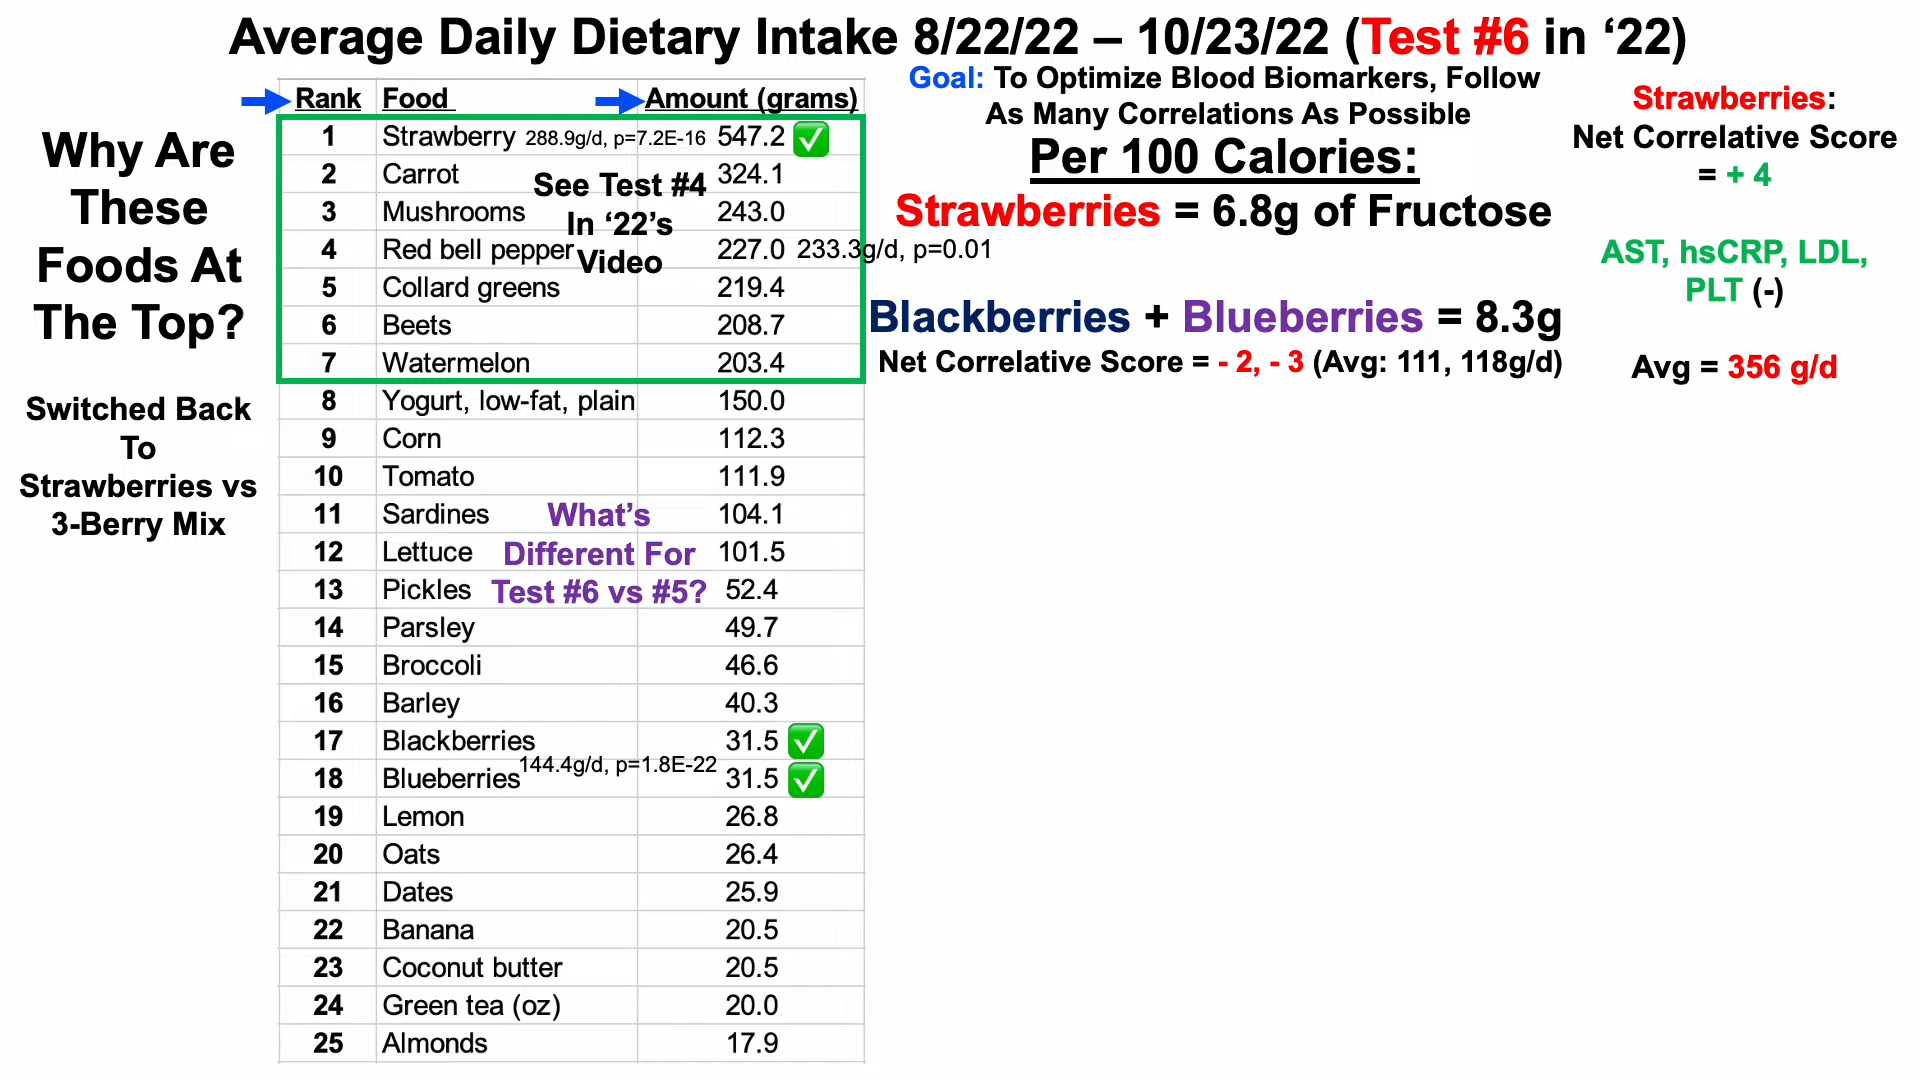 Average Daily Dietary Intake 8/22/22 – 10/23/22 (Test #6 in ‘22)
Why Are
These
Foods At
The Top?
Switched Back
To
Strawberries vs
3-Berry Mix
Rank Food Amount (grams)
1 Strawberry 288.9g/d, p=7.2E-16 547.2
2 Carrot 324.1
3 Mushrooms 243.0
4 Red bell pepper 227.0 233.3g/d, p=0.01
5 Collard greens 219.4
6 Beets 208.7
7 Watermelon 203.4
8 Yogurt, low-fat, plain 150.0
9 Corn 112.3
10 Tomato 111.9
11 Sardines 104.1
12 Lettuce 101.5
13 Pickles 52.4
14 Parsley 49.7
15 Broccoli 46.6
16 Barley 40.3
17 Blackberries 31.5
144.4g/d, p=1.8E-22
18 Blueberries 31.5
19 Lemon 26.8
20 Oats 26.4
21 Dates 25.9
22 Banana 20.5
23 Coconut butter 20.5
24 Green tea (oz) 20.0
25 Almonds 17.9
See Test #4
In ‘22’s
Video
What’s
Different For
Test #6 vs #5?
Goal: To Optimize Blood Biomarkers, Follow
As Many Correlations As Possible
Per 100 Calories:
Strawberries = 6.8g of Fructose
Blackberries + Blueberries = 8.3g
Net Correlative Score = - 2, - 3 (Avg: 111, 118g/d)
Strawberries:
Net Correlative Score
= + 4
AST, hsCRP, LDL,
PLT (-)
Avg = 356 g/d